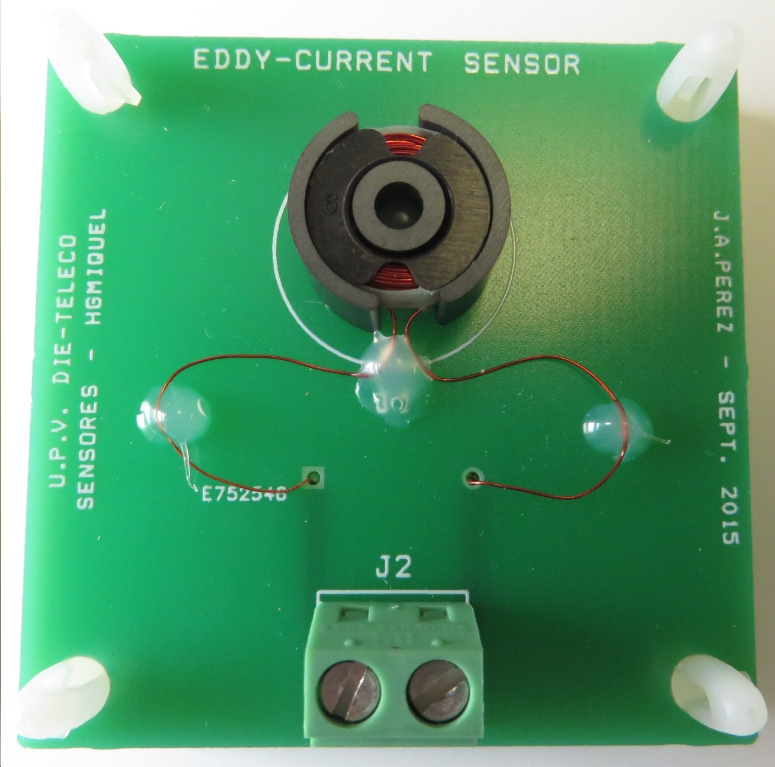 EDDY-CURRENT SENSOR
U.P.V. DIE-TELECO
SENSORES - HGMIQUEL
J.A.PEREZ - SEPT. 2015
E752548
J2